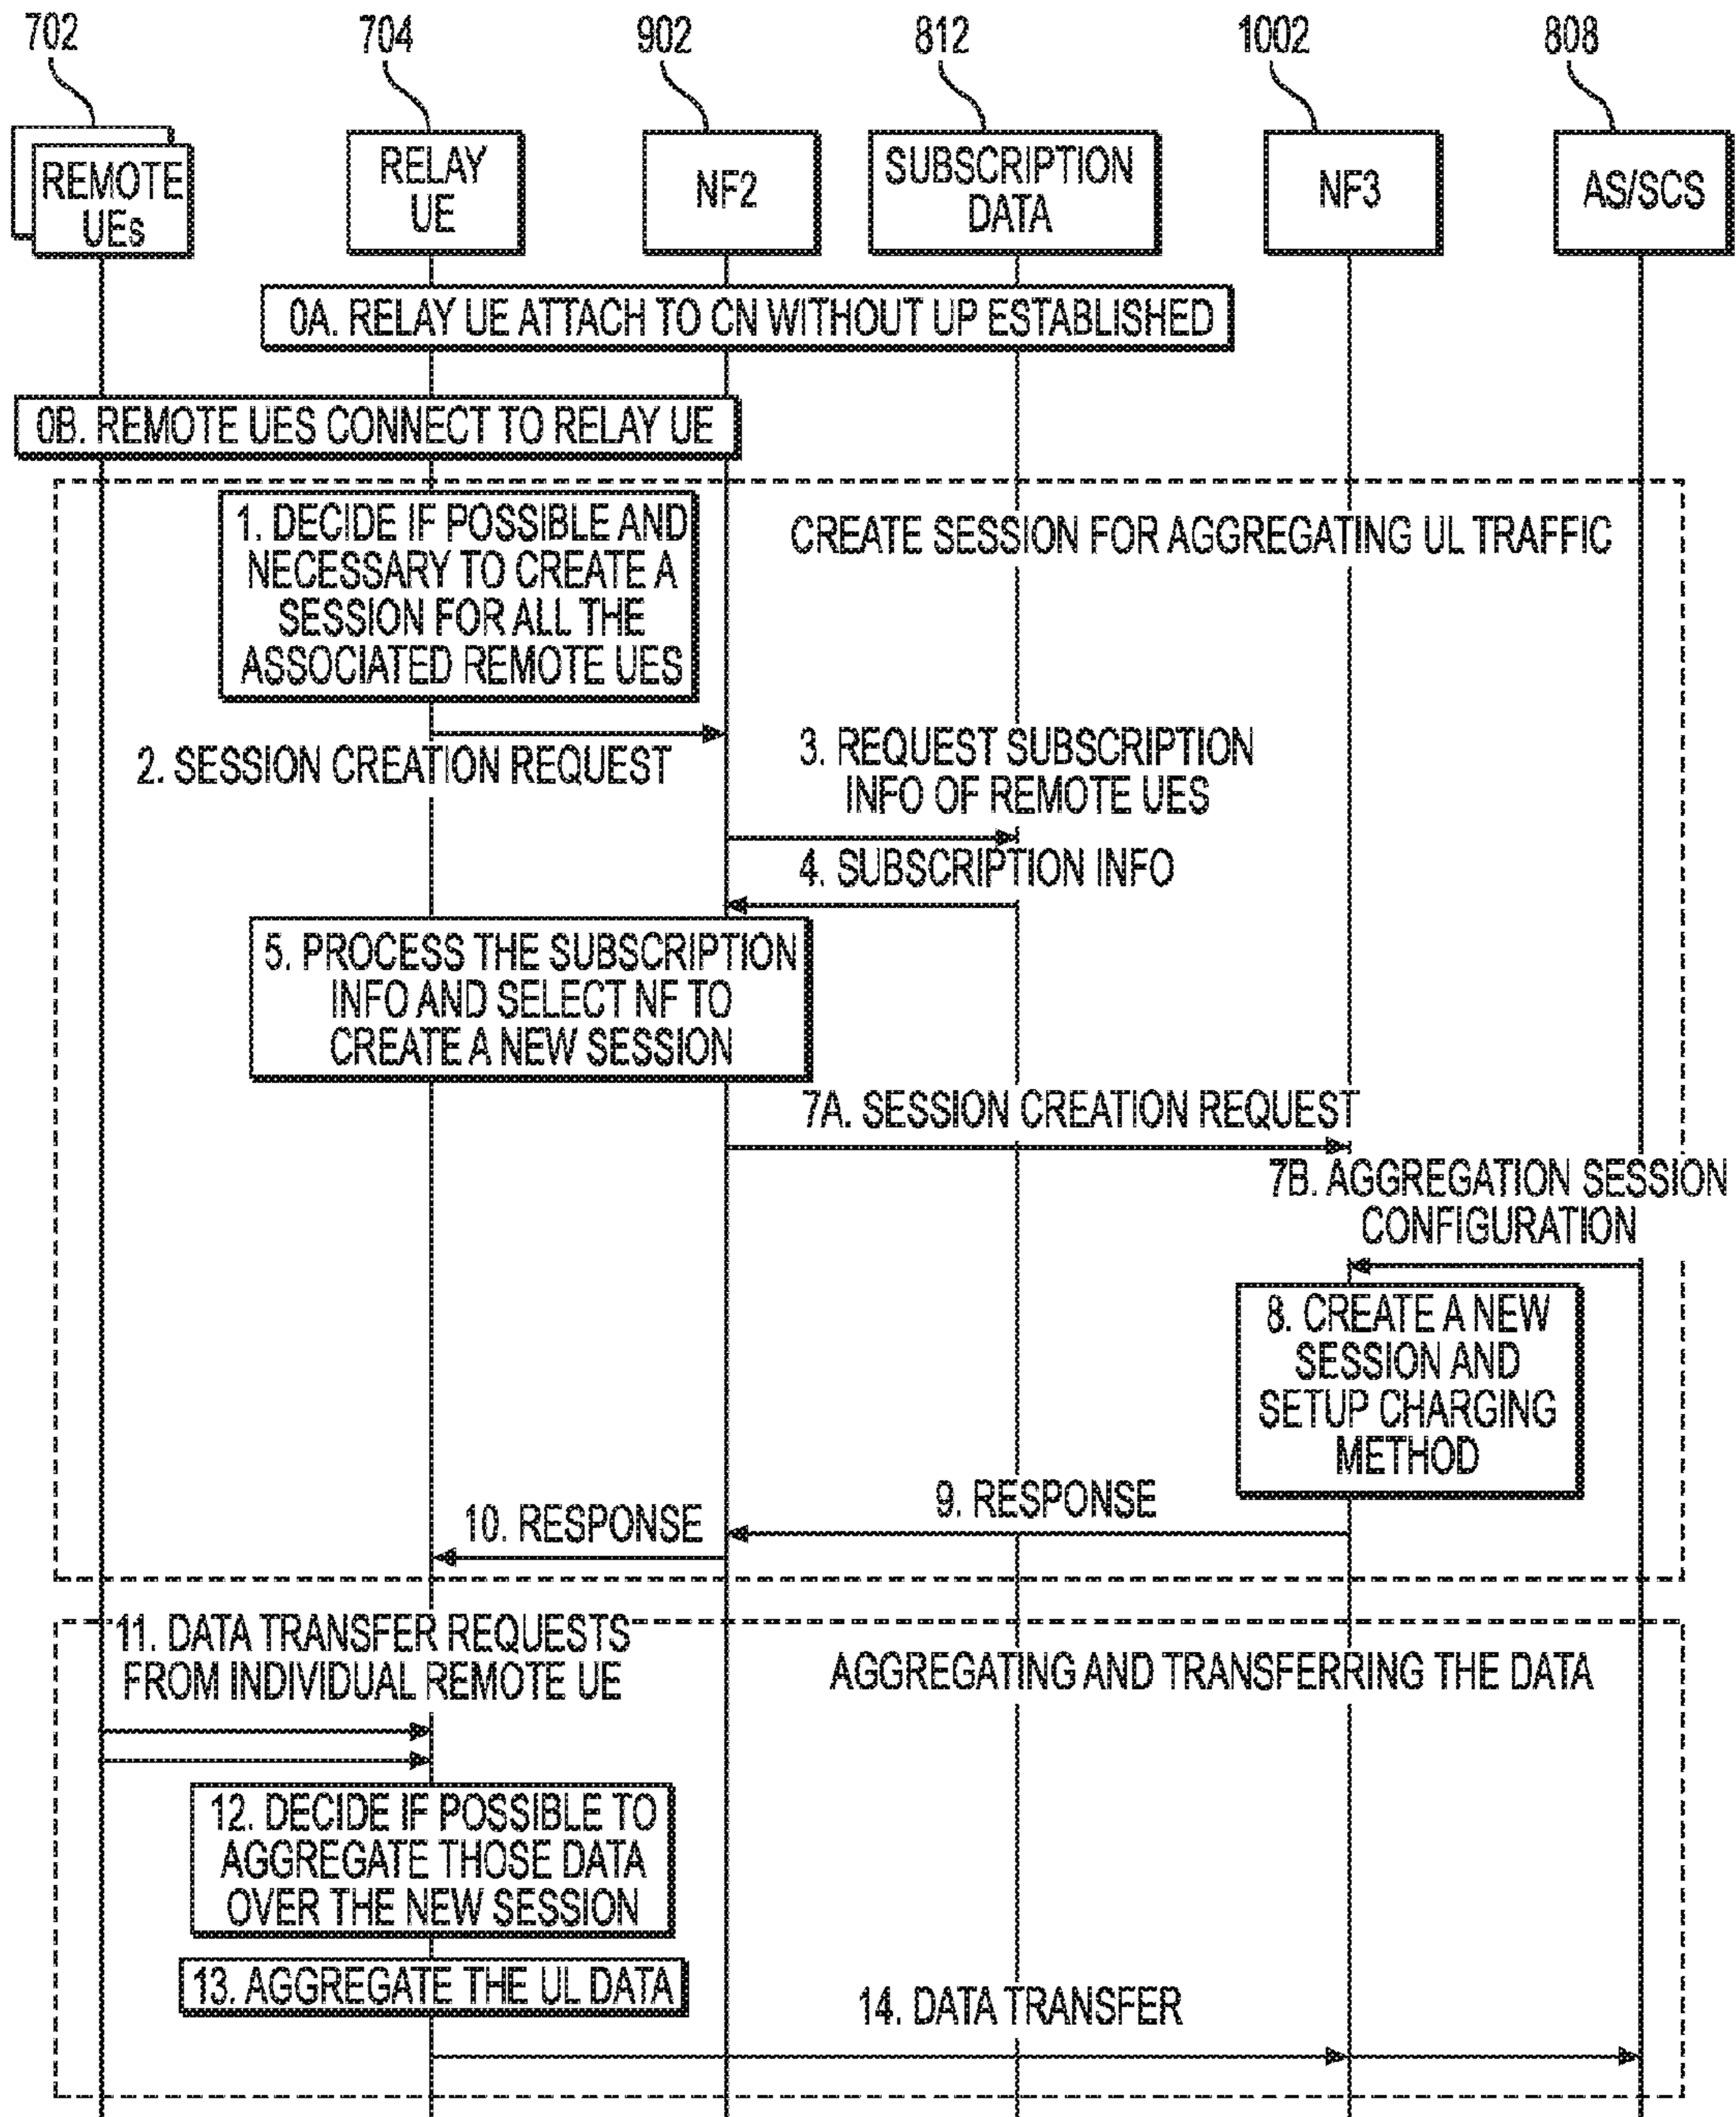 702
704
902
812
1002
808
REMOTE
UEs
RELAY
UE
NF2
SUBSCRIPTION
DATA
NF3
AS/SCS
0A. RELAY UE ATTACH TO CN WITHOUT UP ESTABLISHED
0B. REMOTE UES CONNECT TO RELAY UE
1. DECIDE IF POSSIBLE AND
NECESSARY TO CREATE A
SESSION FOR ALL THE
ASSOCIATED REMOTE UES
CREATE SESSION FOR AGGREGATING UL TRAFFIC
2. SESSION CREATION REQUEST
3. REQUEST SUBSCRIPTION
INFO OF REMOTE UES
4. SUBSCRIPTION INFO
5. PROCESS THE SUBSCRIPTION
INFO AND SELECT NF TO
CREATE A NEW SESSION
7A. SESSION CREATION REQUEST
7B. AGGREGATION SESSION
CONFIGURATION
8. CREATE A NEW
SESSION AND
SETUP CHARGING
METHOD
9. RESPONSE
10. RESPONSE
11. DATA TRANSFER REQUESTS
FROM INDIVIDUAL REMOTE UE
AGGREGATING AND TRANSFERRING THE DATA
12. DECIDE IF POSSIBLE TO
AGGREGATE THOSE DATA
OVER THE NEW SESSION
13. AGGREGATE THE UL DATA
14. DATA TRANSFER